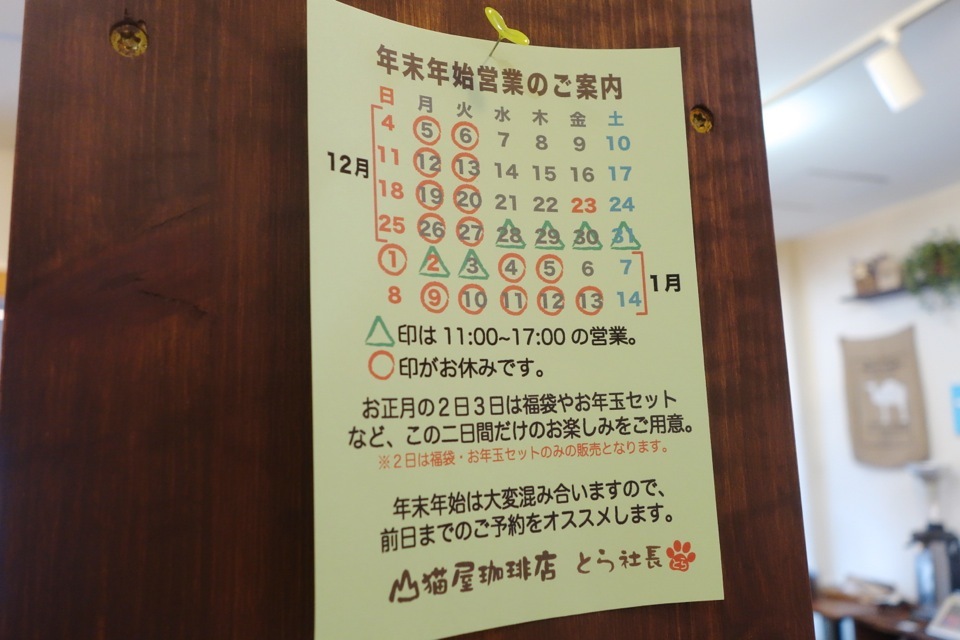 年末年始営業のご案内
日 月 火 水 木 金 土
12月
4 5 6 7 8 9 10
11 12 13 14 15 16 17
18 19 20 21 22 23 24
25 26 27 28 29 30 31
1 2 3 4 5 6 7
1月
8 9 10 11 12 13 14
△印は 11:00~17:00 の営業。
○印がお休みです。
お正月の2日3日は福袋やお年玉セット
など、この二日間だけのお楽しみをご用意。
※2日は福袋・お年玉セットのみの販売となります。
年末年始は大変混み合いますので、
前日までのご予約をオススメします。
山猫屋珈琲店 とら社長 とら